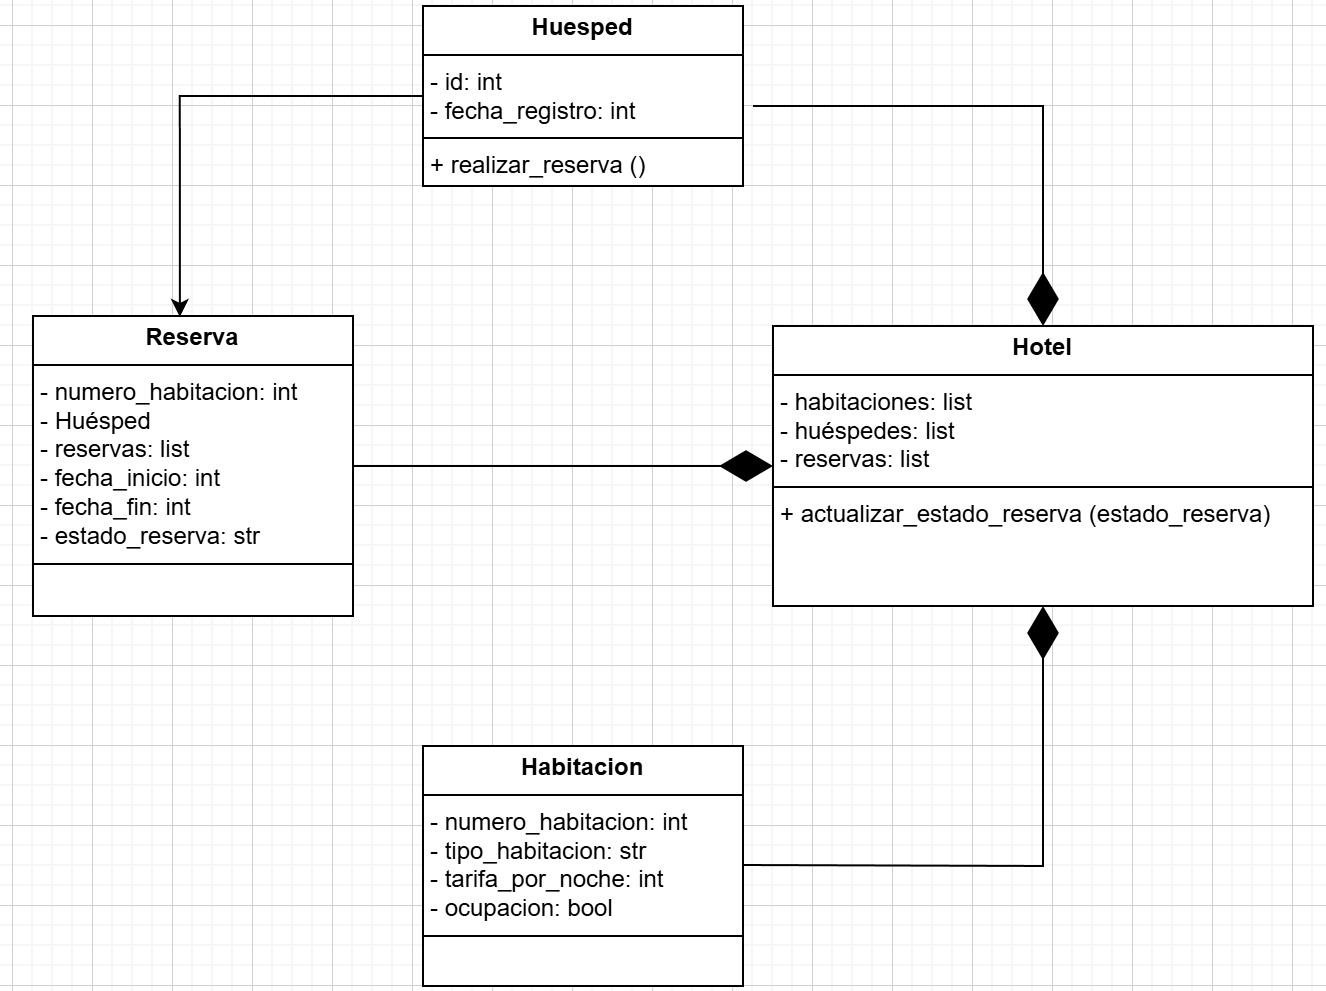 Huesped
- id: int
- fecha_registro: int
+ realizar_reserva ()
Reserva
- numero_habitacion: int
- Huésped
- reservas: list
- fecha_inicio: int
- fecha_fin: int
- estado_reserva: str
Hotel
- habitaciones: list
- huéspedes: list
- reservas: list
+ actualizar_estado_reserva (estado_reserva)
Habitacion
- numero_habitacion: int
- tipo_habitacion: str
- tarifa_por_noche: int
- ocupacion: bool